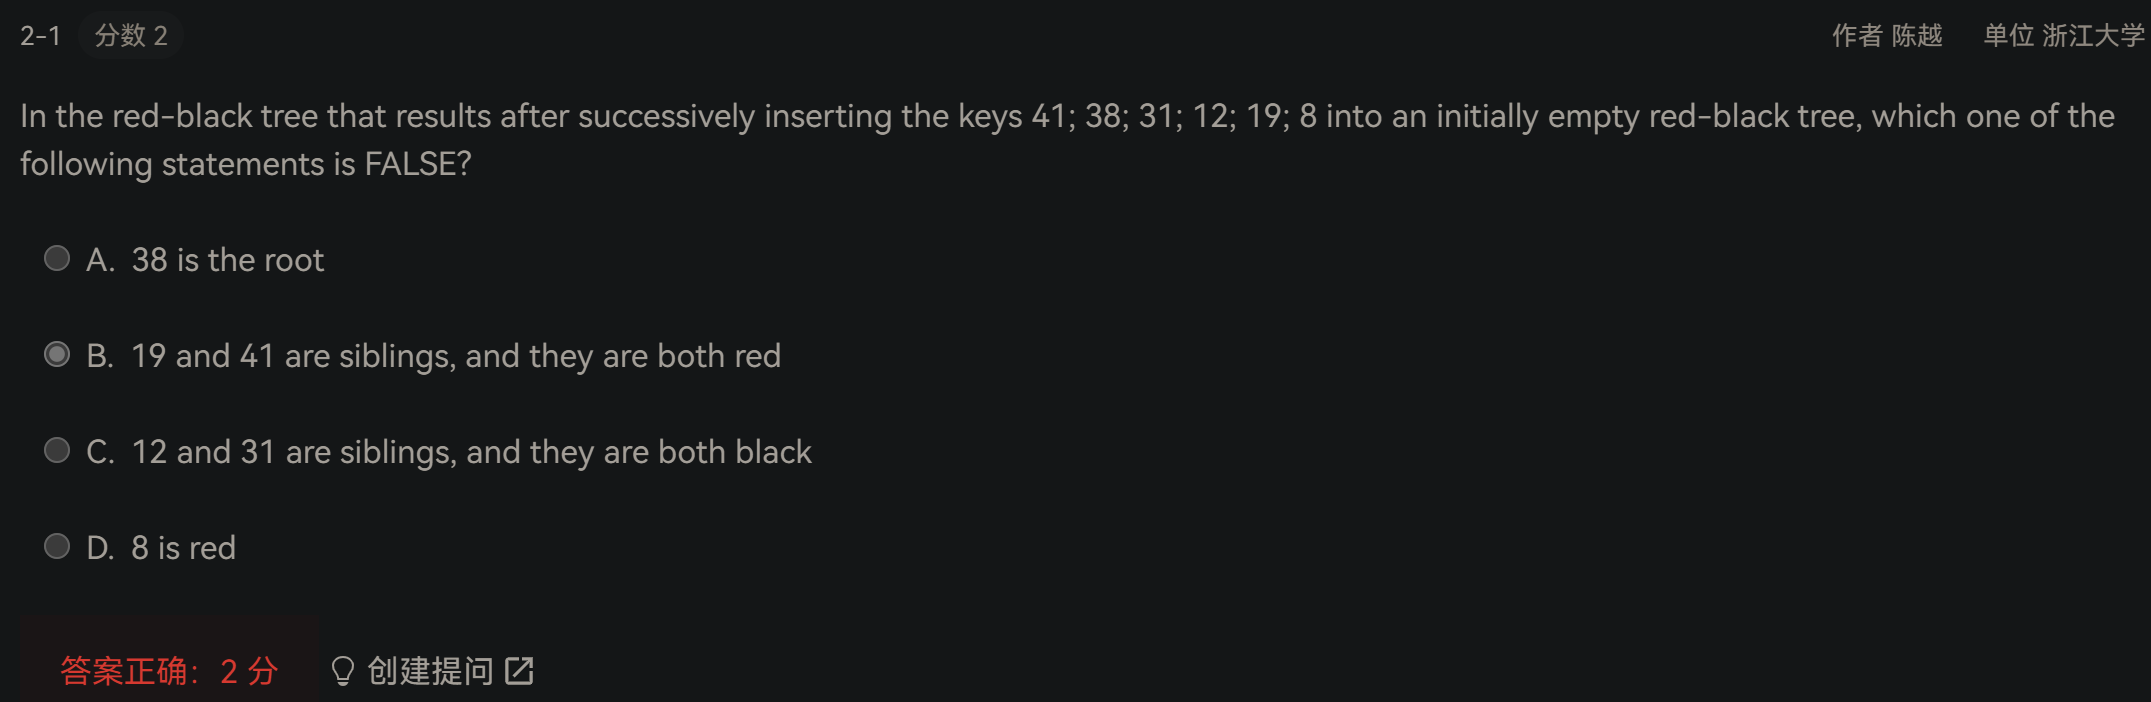 2-1 分数 2 作者 陈越 单位 浙江大学
In the red-black tree that results after successively inserting the keys 41; 38; 31; 12; 19; 8 into an initially empty red-black tree, which one of the
following statements is FALSE?
A. 38 is the root
B. 19 and 41 are siblings, and they are both red
C. 12 and 31 are siblings, and they are both black
D. 8 is red
答案正确：2 分 创建提问